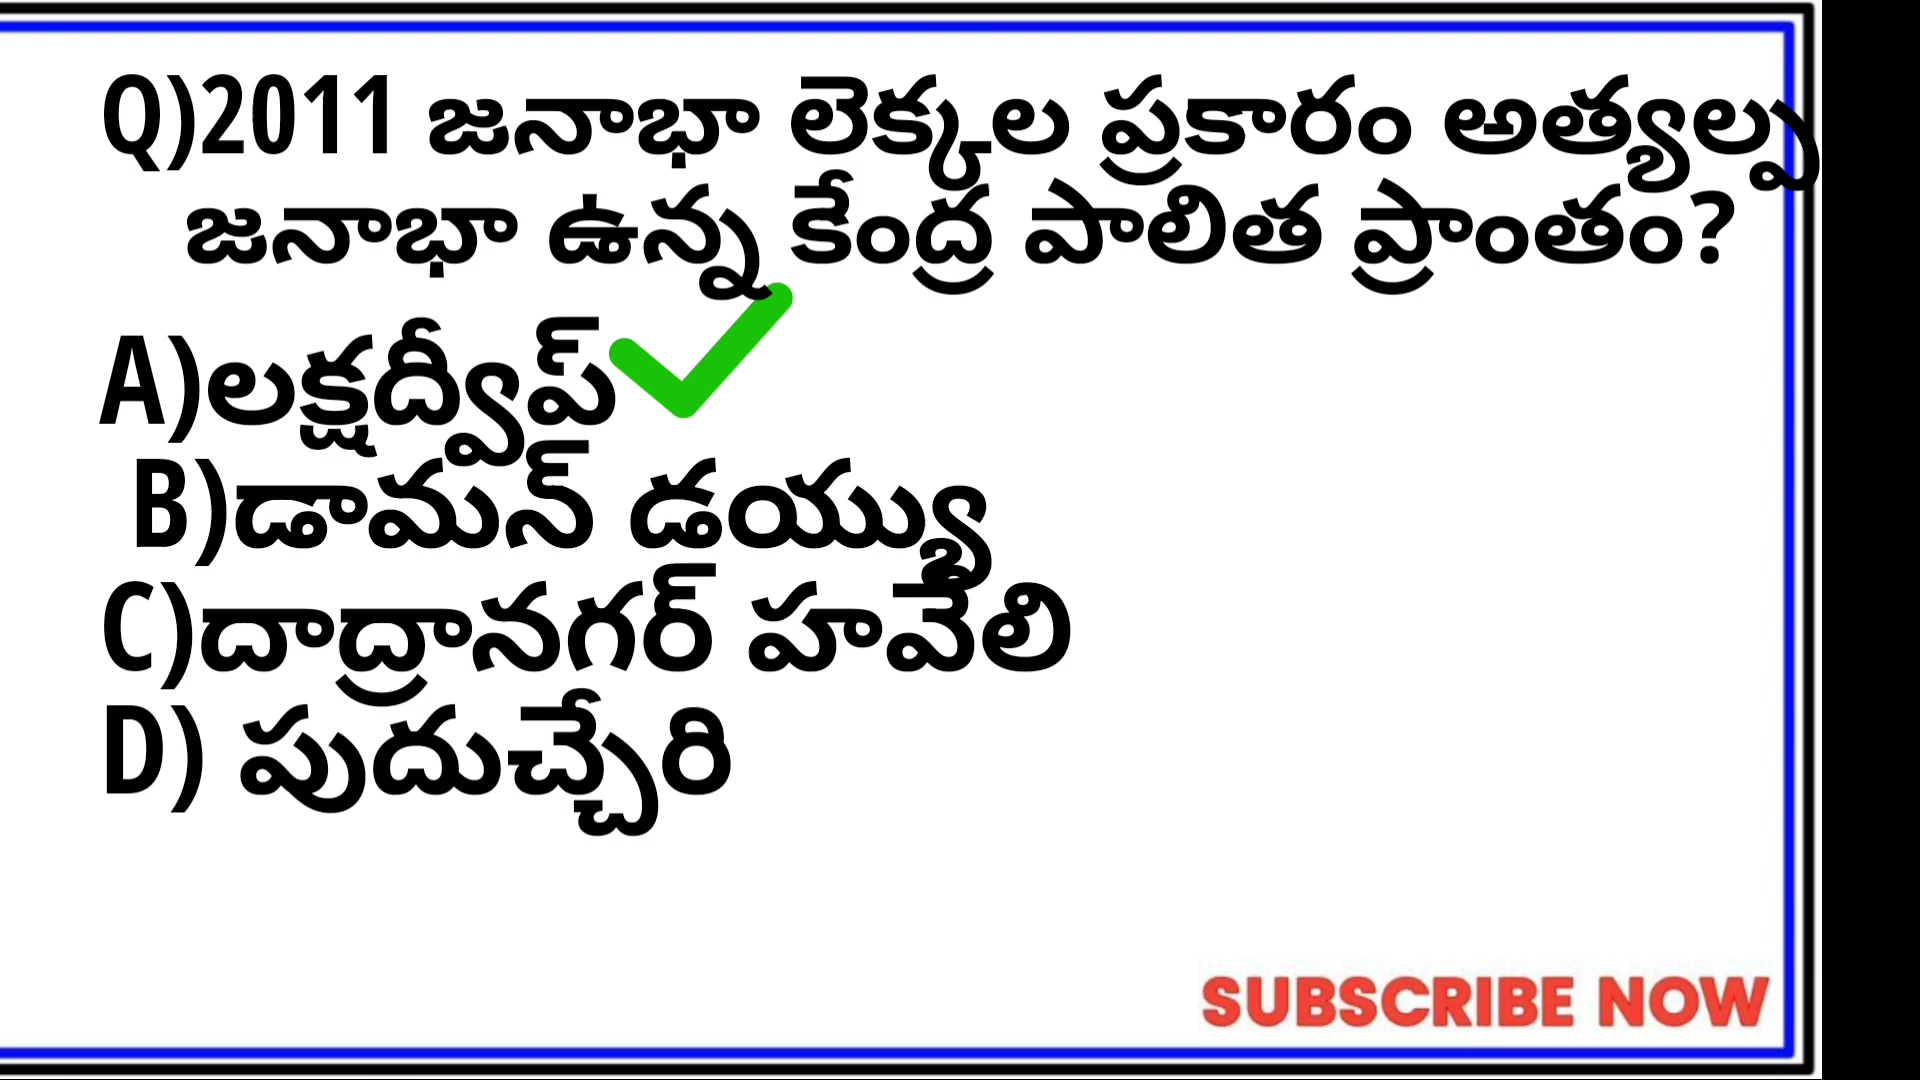 Q)2011 జనాభా లెక్కల ప్రకారం అత్యల్ప
జనాభా ఉన్న కేంద్ర పాలిత ప్రాంతం?
A)లక్షద్వీప్
B)డామన్ డయ్యు
C)దాద్రానగర్ హవేలి
D) పుదుచ్చేరి
SUBSCRIBE NOW